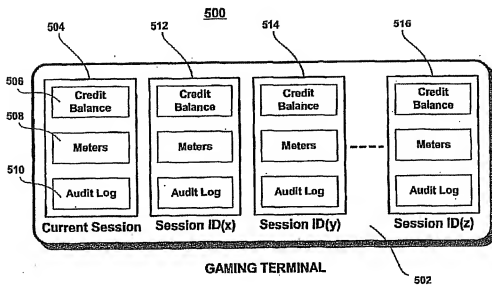 500
504
512
514
516
506
508
510
Credit
Balance
Meters
Audit Log
Current Session
Credit
Balance
Meters
Audit Log
Session ID(x)
Credit
Balance
Meters
Audit Log
Session ID(y)
Credit
Balance
Meters
Audit Log
Session ID(z)
GAMING TERMINAL
502